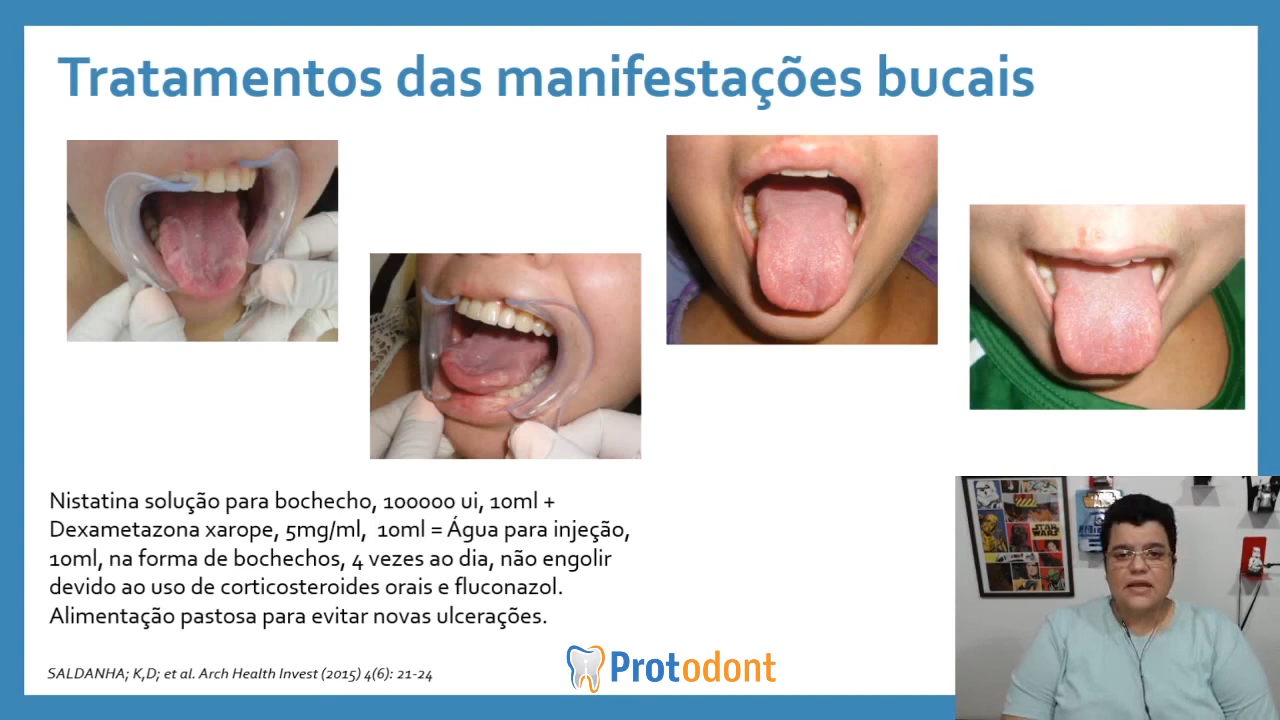 Tratamentos das manifestações bucais
Nistatina solução para bochecho, 100000 ui, 10ml +
Dexametazona xarope, 5mg/ml, 10ml = Água para injeção,
10ml, na forma de bochechos, 4 vezes ao dia, não engolir
devido ao uso de corticosteroides orais e fluconazol.
Alimentação pastosa para evitar novas ulcerações.
SALDANHA; K,D; et al. Arch Health Invest (2015) 4(6): 21-24
Protodont
STAR
WARS